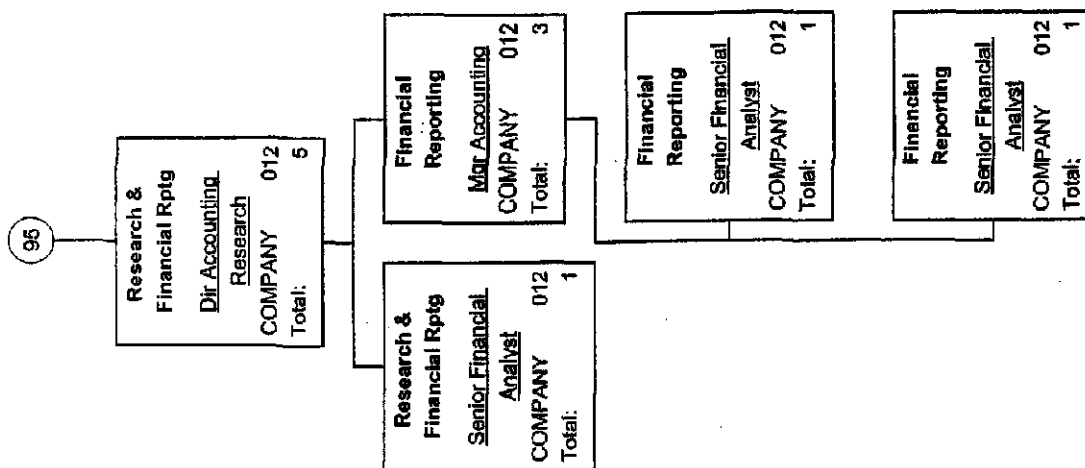 95
Research &
Financial Rptg
Dir Accounting
Research
COMPANY 012
Total: 5
Research &
Financial Rptg
Senior Financial
Analyst
COMPANY 012
Total: 1
Financial
Reporting
Mgr Accounting
COMPANY 012
Total: 3
Financial
Reporting
Senior Financial
Analyst
COMPANY 012
Total: 1
Financial
Reporting
Senior Financial
Analyst
COMPANY 012
Total: 1